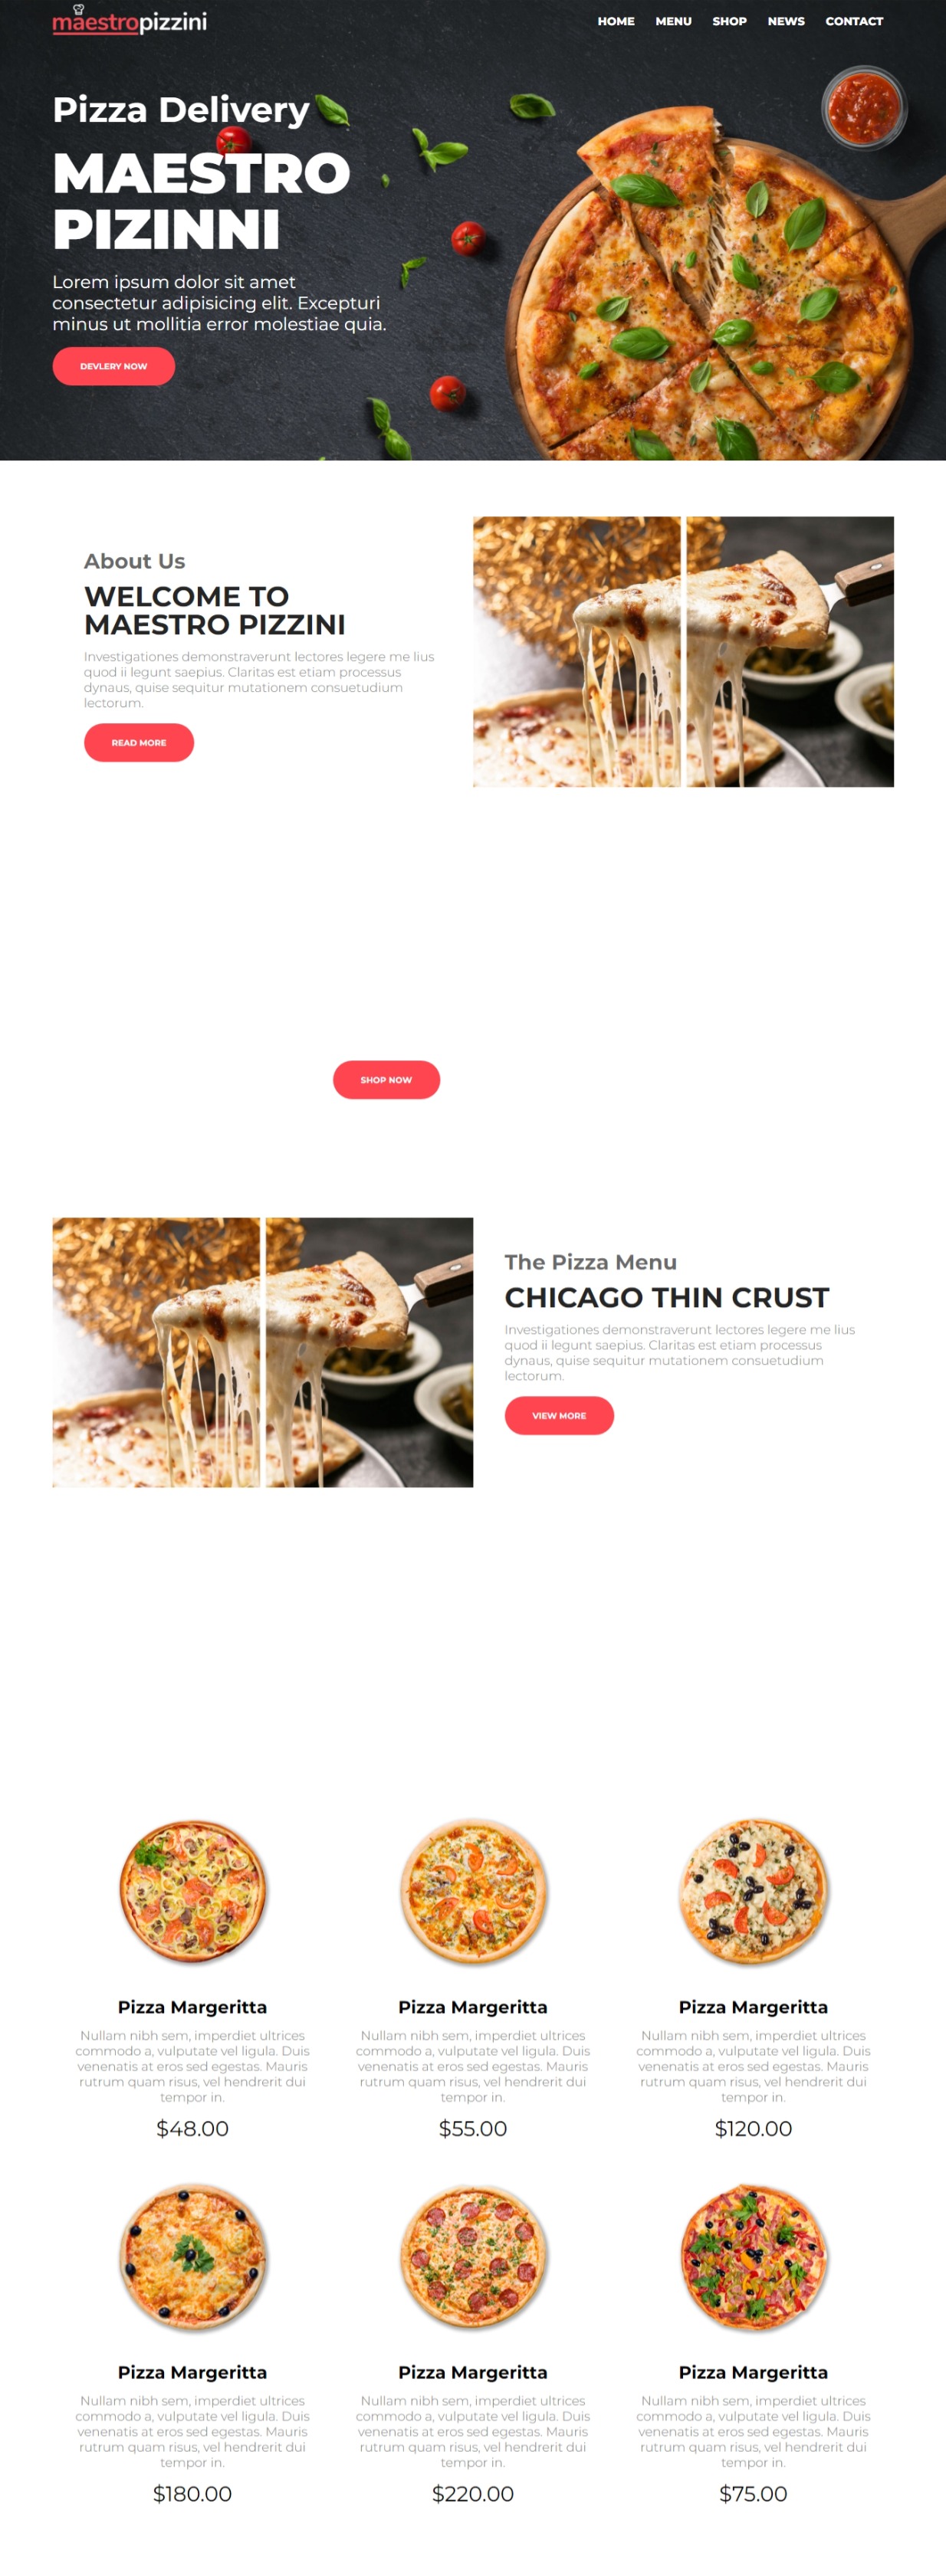 maestropizzini
HOME MENU SHOP NEWS CONTACT
Pizza Delivery
MAESTRO
PIZINNI
Lorem ipsum dolor sit amet
consectetur adipisicing elit. Excepturi
minus ut mollitia error molestiae quia.
DEVLERY NOW
About Us
WELCOME TO
MAESTRO PIZZINI
Investigationes demonstraverunt lectores legere me lius
quod ii legunt saepius. Claritas est etiam processus
dynaus, quise sequitur mutationem consuetudium
lectorum.
READ MORE
SHOP NOW
The Pizza Menu
CHICAGO THIN CRUST
Investigationes demonstraverunt lectores legere me lius
quod ii legunt saepius. Claritas est etiam processus
dynaus, quise sequitur mutationem consuetudium
lectorum.
VIEW MORE
Pizza Margeritta
Nullam nibh sem, imperdiet ultrices
commodo a, vulputate vel ligula. Duis
venenatis at eros sed egestas. Mauris
rutrum quam risus, vel hendrerit dui
tempor in.
$48.00
Pizza Margeritta
Nullam nibh sem, imperdiet ultrices
commodo a, vulputate vel ligula. Duis
venenatis at eros sed egestas. Mauris
rutrum quam risus, vel hendrerit dui
tempor in.
$55.00
Pizza Margeritta
Nullam nibh sem, imperdiet ultrices
commodo a, vulputate vel ligula. Duis
venenatis at eros sed egestas. Mauris
rutrum quam risus, vel hendrerit dui
tempor in.
$120.00
Pizza Margeritta
Nullam nibh sem, imperdiet ultrices
commodo a, vulputate vel ligula. Duis
venenatis at eros sed egestas. Mauris
rutrum quam risus, vel hendrerit dui
tempor in.
$180.00
Pizza Margeritta
Nullam nibh sem, imperdiet ultrices
commodo a, vulputate vel ligula. Duis
venenatis at eros sed egestas. Mauris
rutrum quam risus, vel hendrerit dui
tempor in.
$220.00
Pizza Margeritta
Nullam nibh sem, imperdiet ultrices
commodo a, vulputate vel ligula. Duis
venenatis at eros sed egestas. Mauris
rutrum quam risus, vel hendrerit dui
tempor in.
$75.00